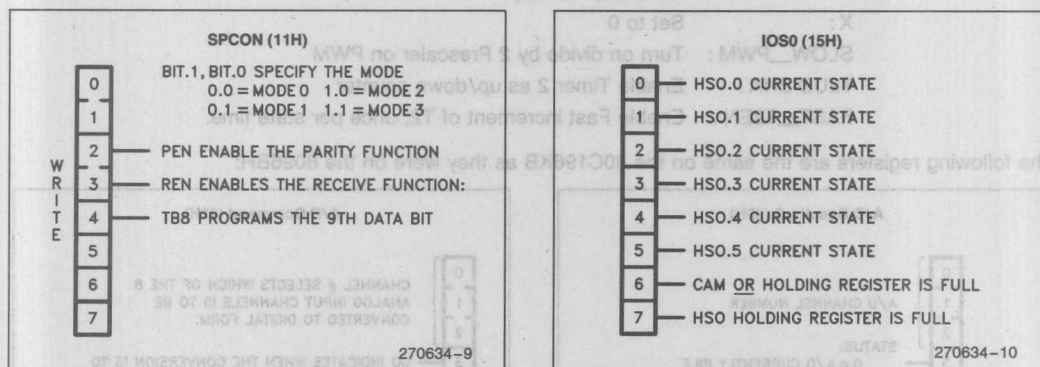 SPCON (11H)
0 BIT.1, BIT.0 SPECIFY THE MODE
0.0 = MODE 0 1.0 = MODE 2
1 0.1 = MODE 1 1.1 = MODE 3
2 PEN ENABLE THE PARITY FUNCTION
3 REN ENABLES THE RECEIVE FUNCTION:
4 TB8 PROGRAMS THE 9TH DATA BIT
5
6
7
WRITE
270634-9
IOS0 (15H)
0 HSO.0 CURRENT STATE
1 HSO.1 CURRENT STATE
2 HSO.2 CURRENT STATE
3 HSO.3 CURRENT STATE
4 HSO.4 CURRENT STATE
5 HSO.5 CURRENT STATE
6 CAM OR HOLDING REGISTER IS FULL
7 HSO HOLDING REGISTER IS FULL
270634-10